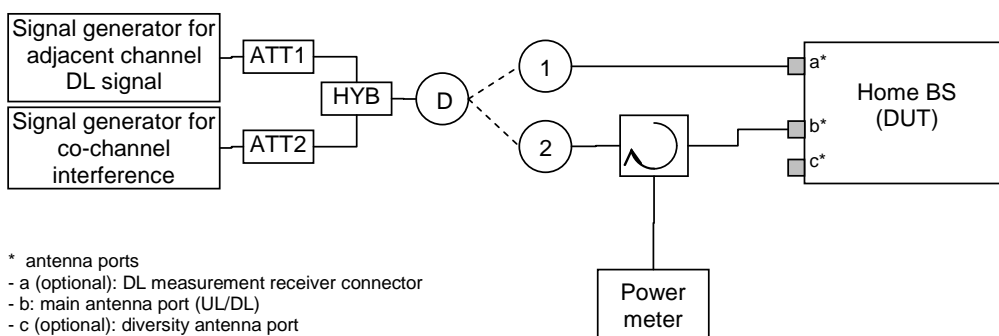 Signal generator for
adjacent channel
DL signal
ATT1
HYB
D
1
2
a*
b*
c*
Home BS
(DUT)
Signal generator for
co-channel
interference
ATT2
Power
meter
* antenna ports
- a (optional): DL measurement receiver connector
- b: main antenna port (UL/DL)
- c (optional): diversity antenna port